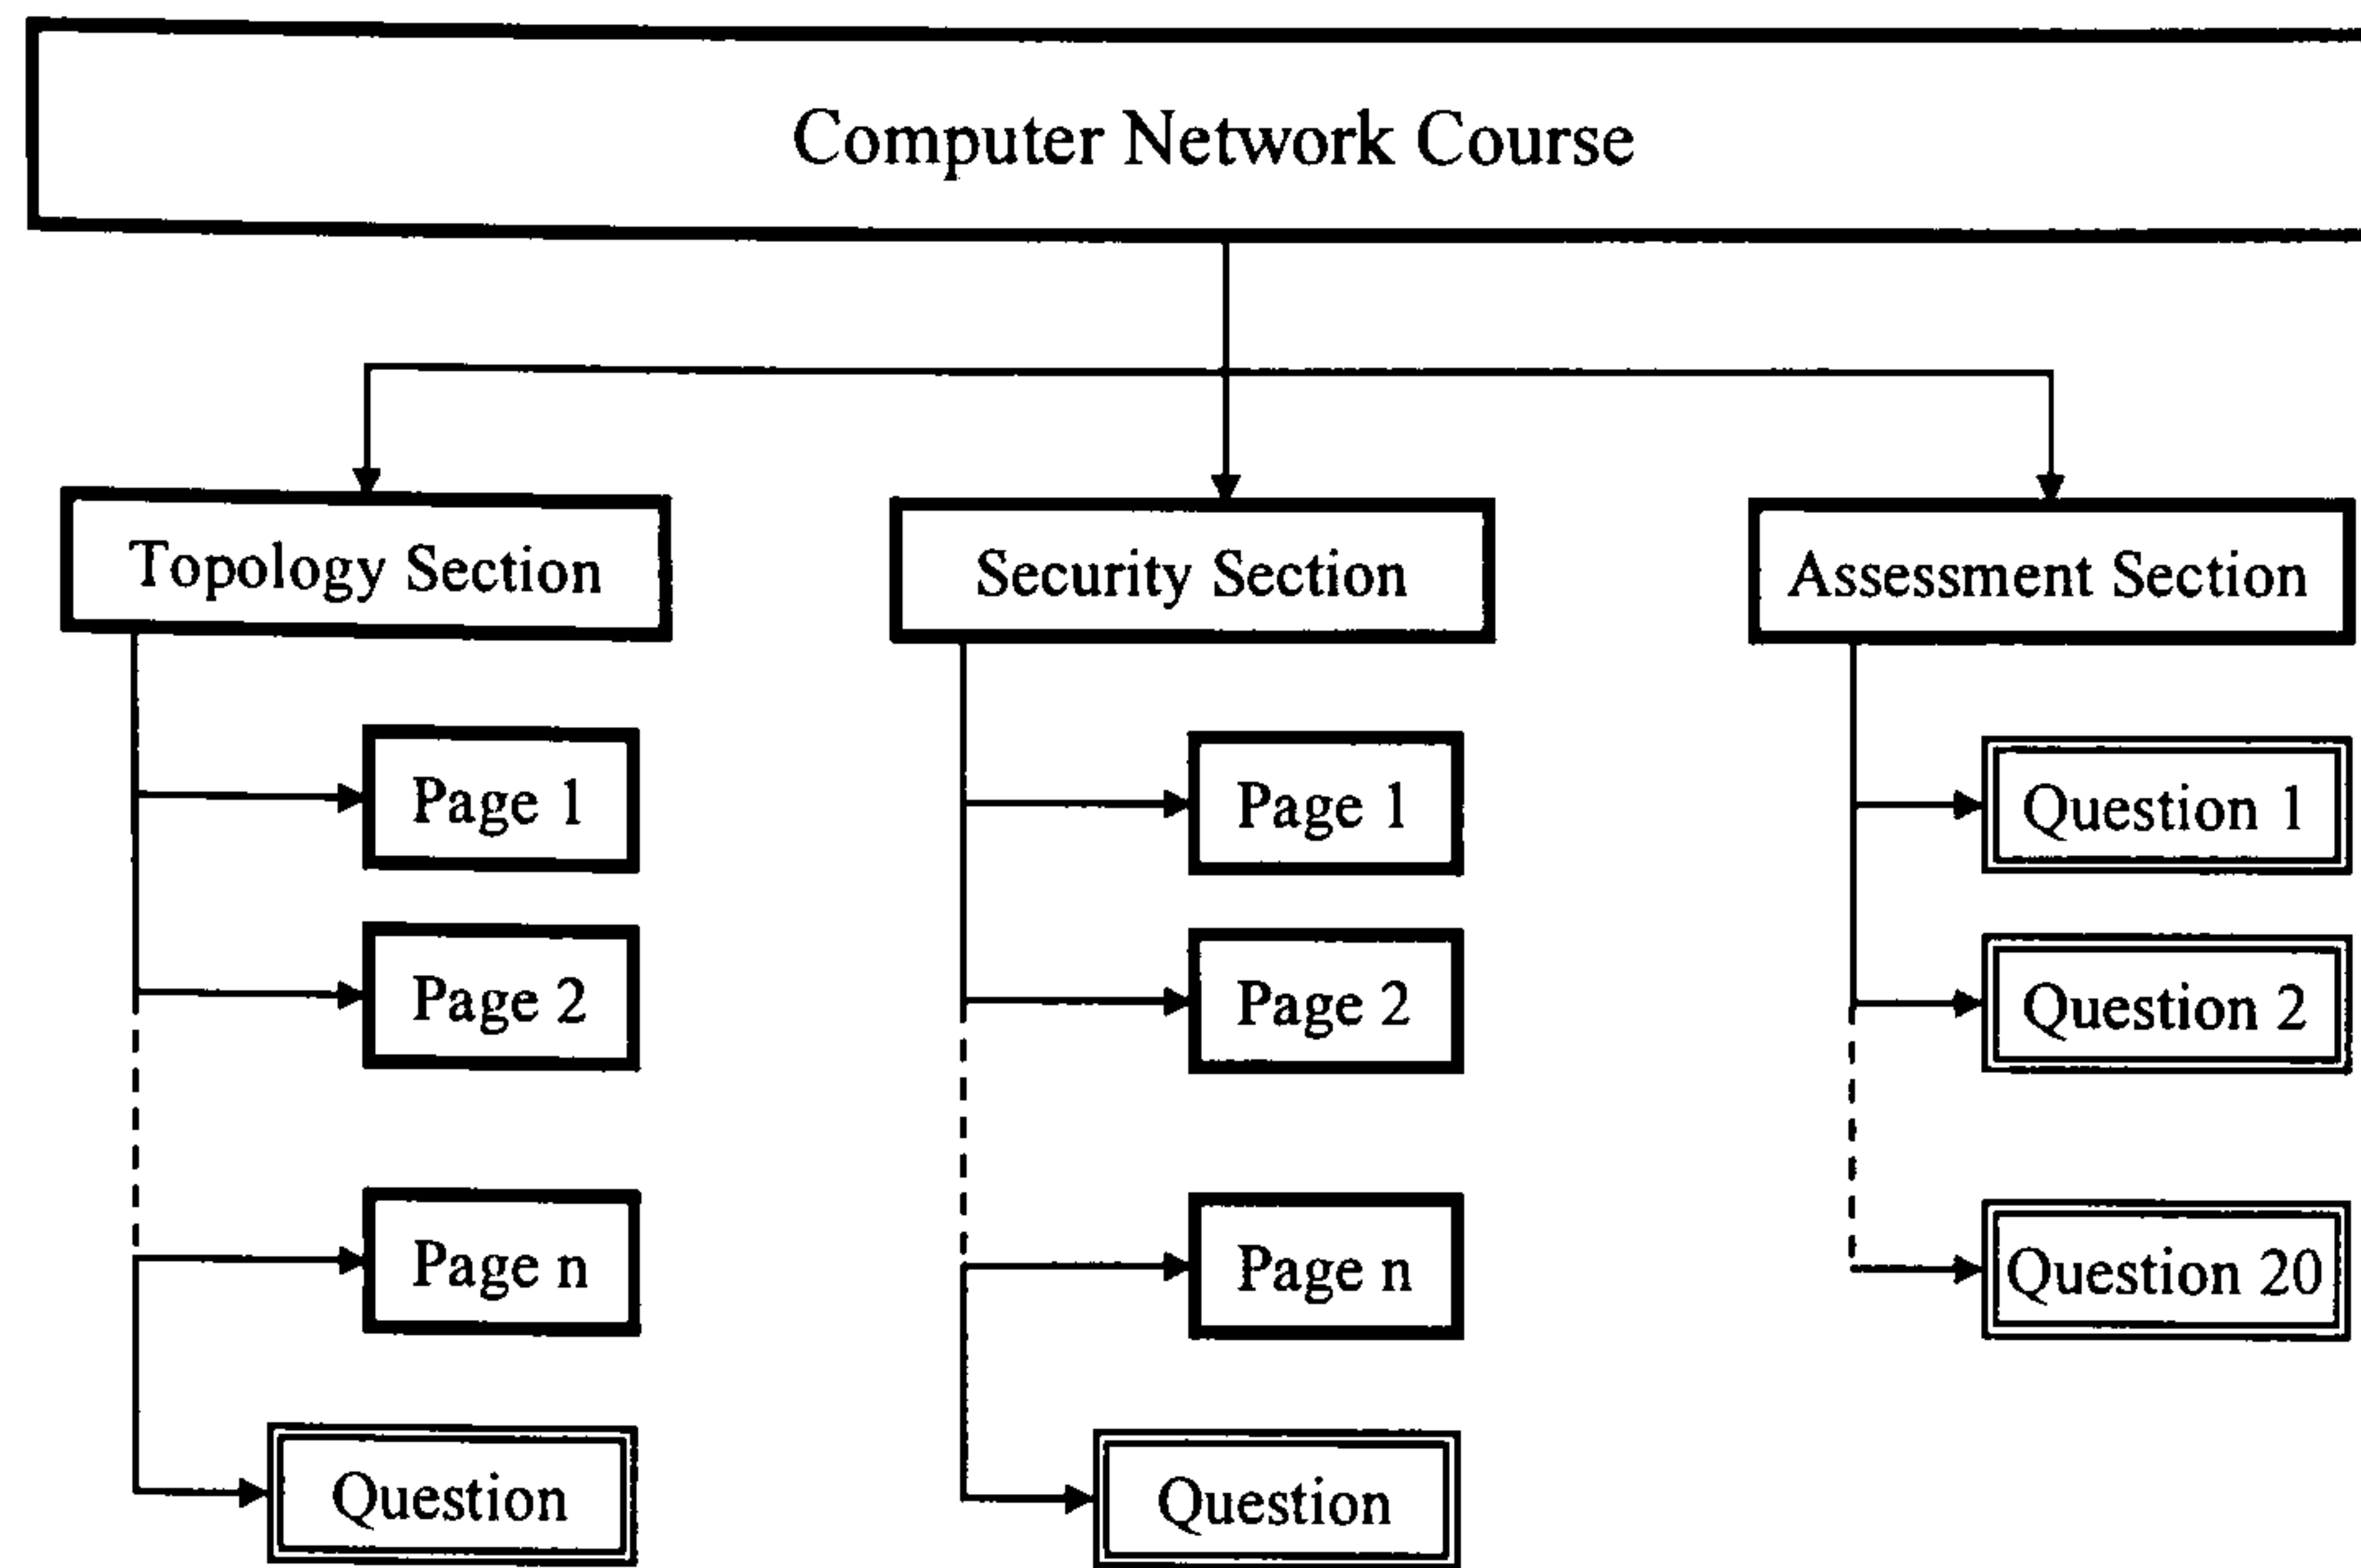 Computer Network Course
Topology Section
Security Section
Assessment Section
Page 1
Page 1
Question 1
Page 2
Page 2
Question 2
Page n
Page n
Question 20
Question
Question